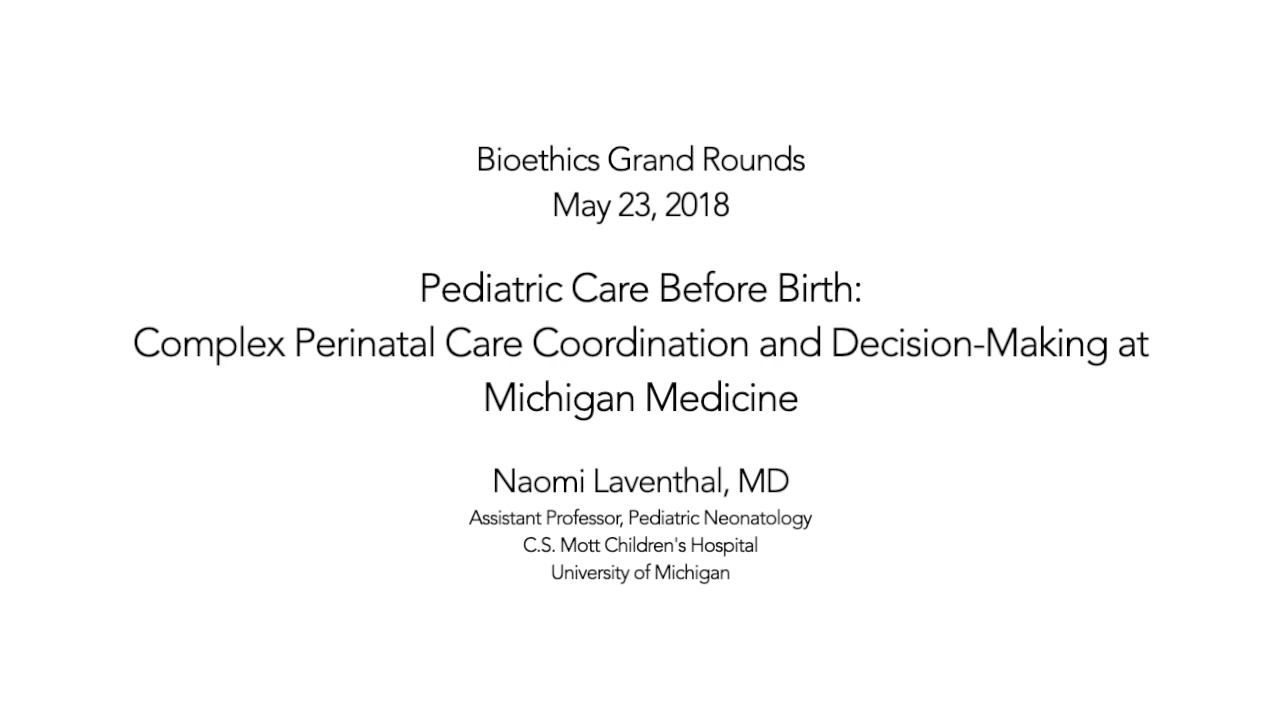 Bioethics Grand Rounds
May 23, 2018
Pediatric Care Before Birth:
Complex Perinatal Care Coordination and Decision-Making at
Michigan Medicine
Naomi Laventhal, MD
Assistant Professor, Pediatric Neonatology
C.S. Mott Children's Hospital
University of Michigan